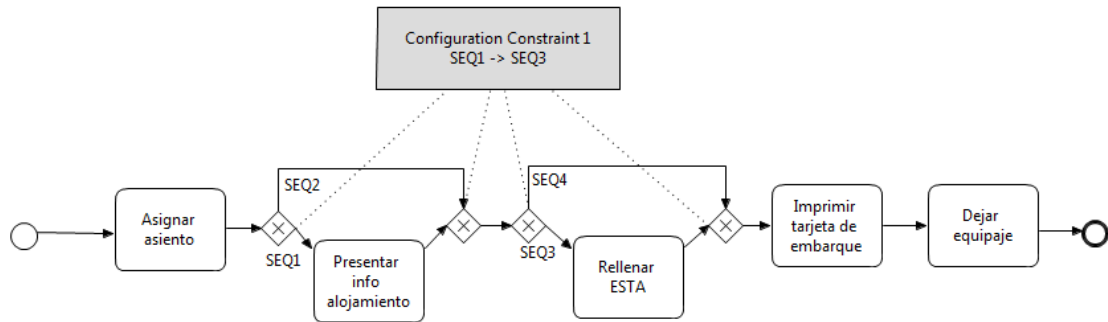 Configuration Constraint 1
SEQ1 -> SEQ3
SEQ2
SEQ4
Asignar
asiento
SEQ1
Presentar
info
alojamiento
SEQ3
Rellenar
ESTA
Imprimir
tarjeta de
embarque
Dejar
equipaje